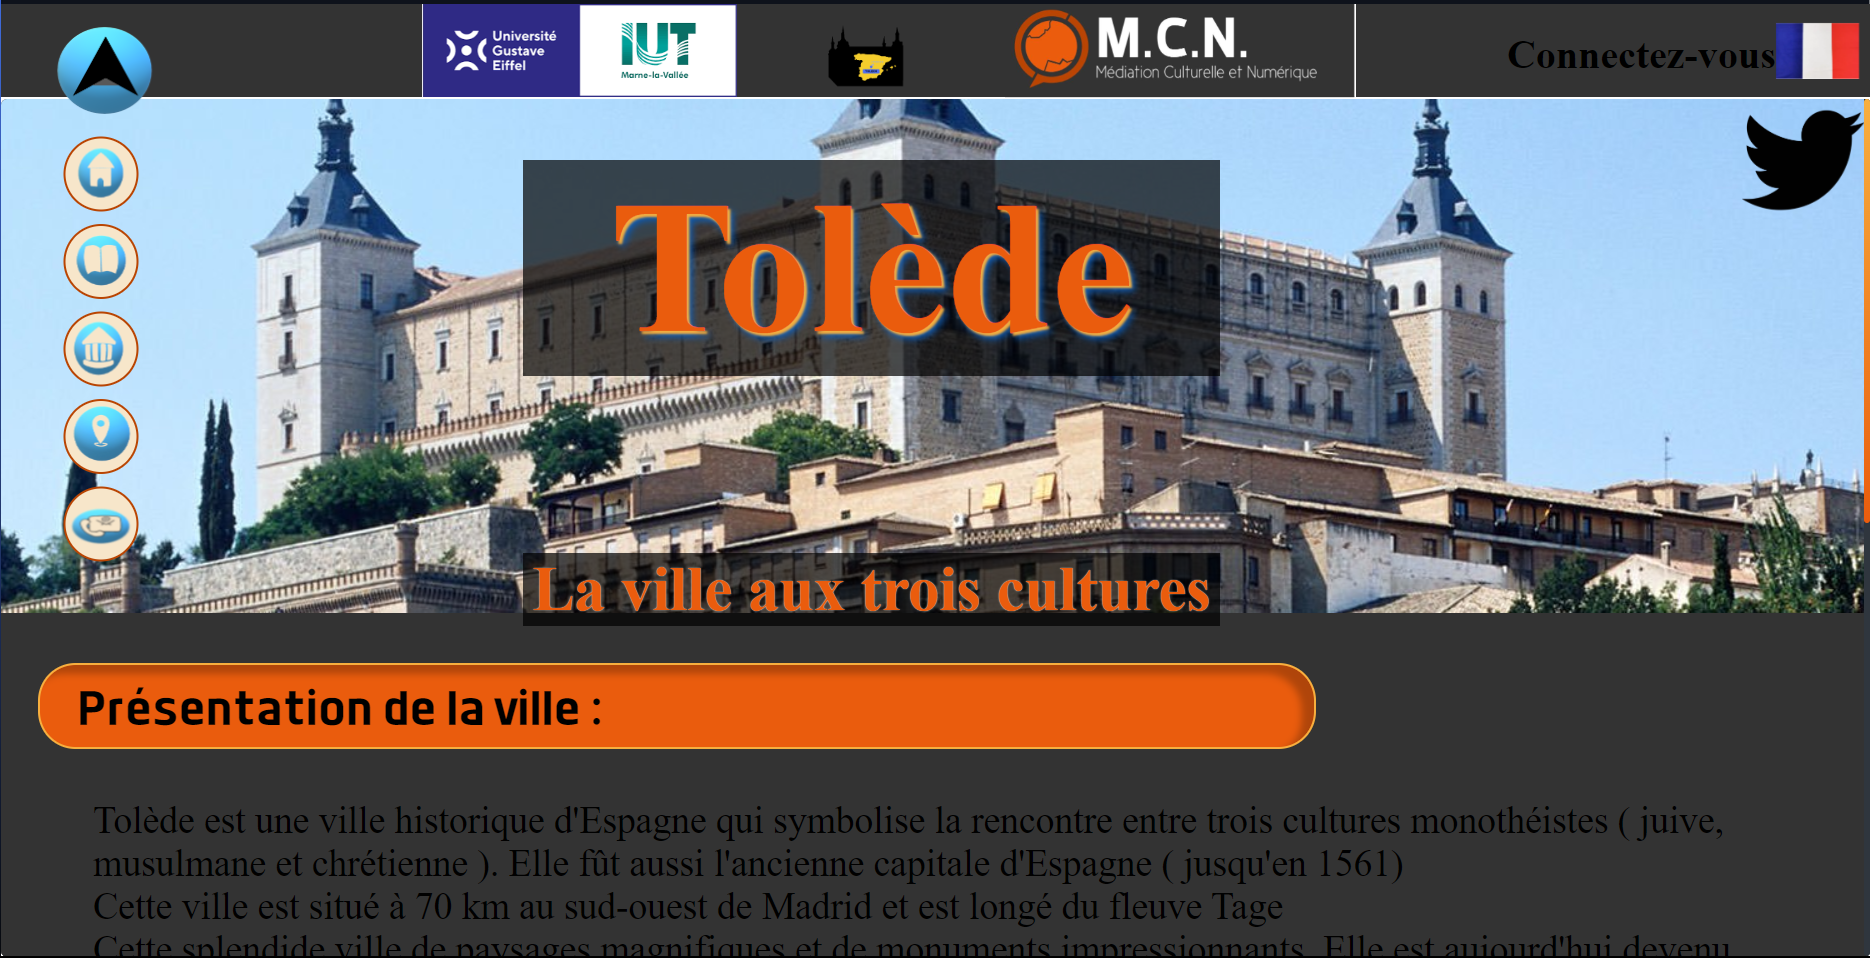 Université
Gustave
Eiffel
IUT
Marne-la-Vallée
M.C.N.
Médiation Culturelle et Numérique
Connectez-vous
Tolède
La ville aux trois cultures
Présentation de la ville :
Tolède est une ville historique d'Espagne qui symbolise la rencontre entre trois cultures monothéistes ( juive,
musulmane et chrétienne ). Elle fût aussi l'ancienne capitale d'Espagne ( jusqu'en 1561)
Cette ville est situé à 70 km au sud-ouest de Madrid et est longé du fleuve Tage
Cette splendide ville de paysages magnifiques et de monuments impressionnants. Elle est aujourd'hui devenu